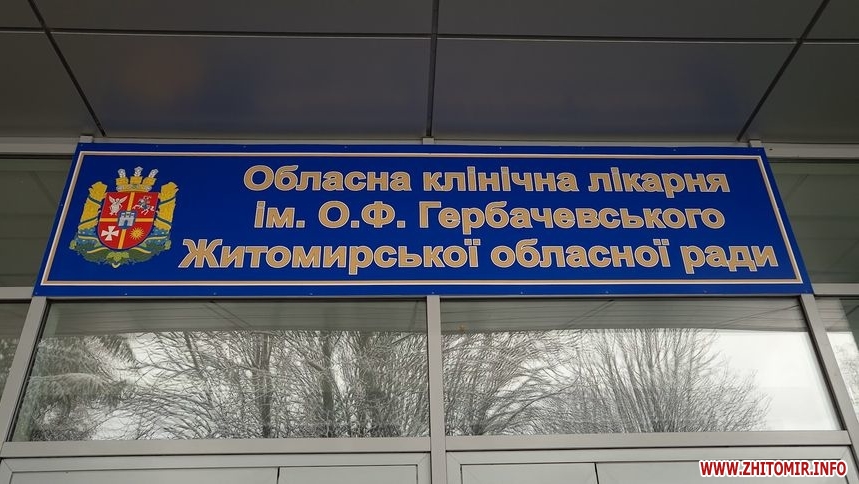 Обласна клінічна лікарня
ім. О.Ф. Гербачевського
Житомирської обласної ради
WWW.ZHITOMIR.INFO